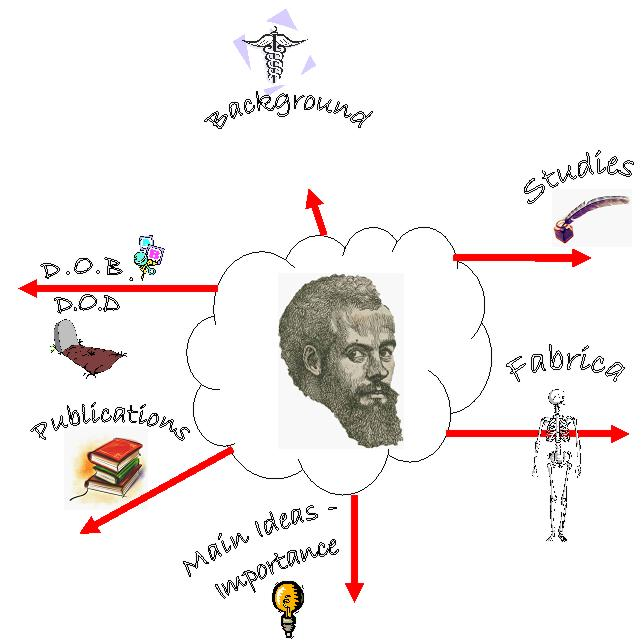 Background
Studies
D.O.B.
D.O.D
Fabrica
Publications
Main Ideas -
importance